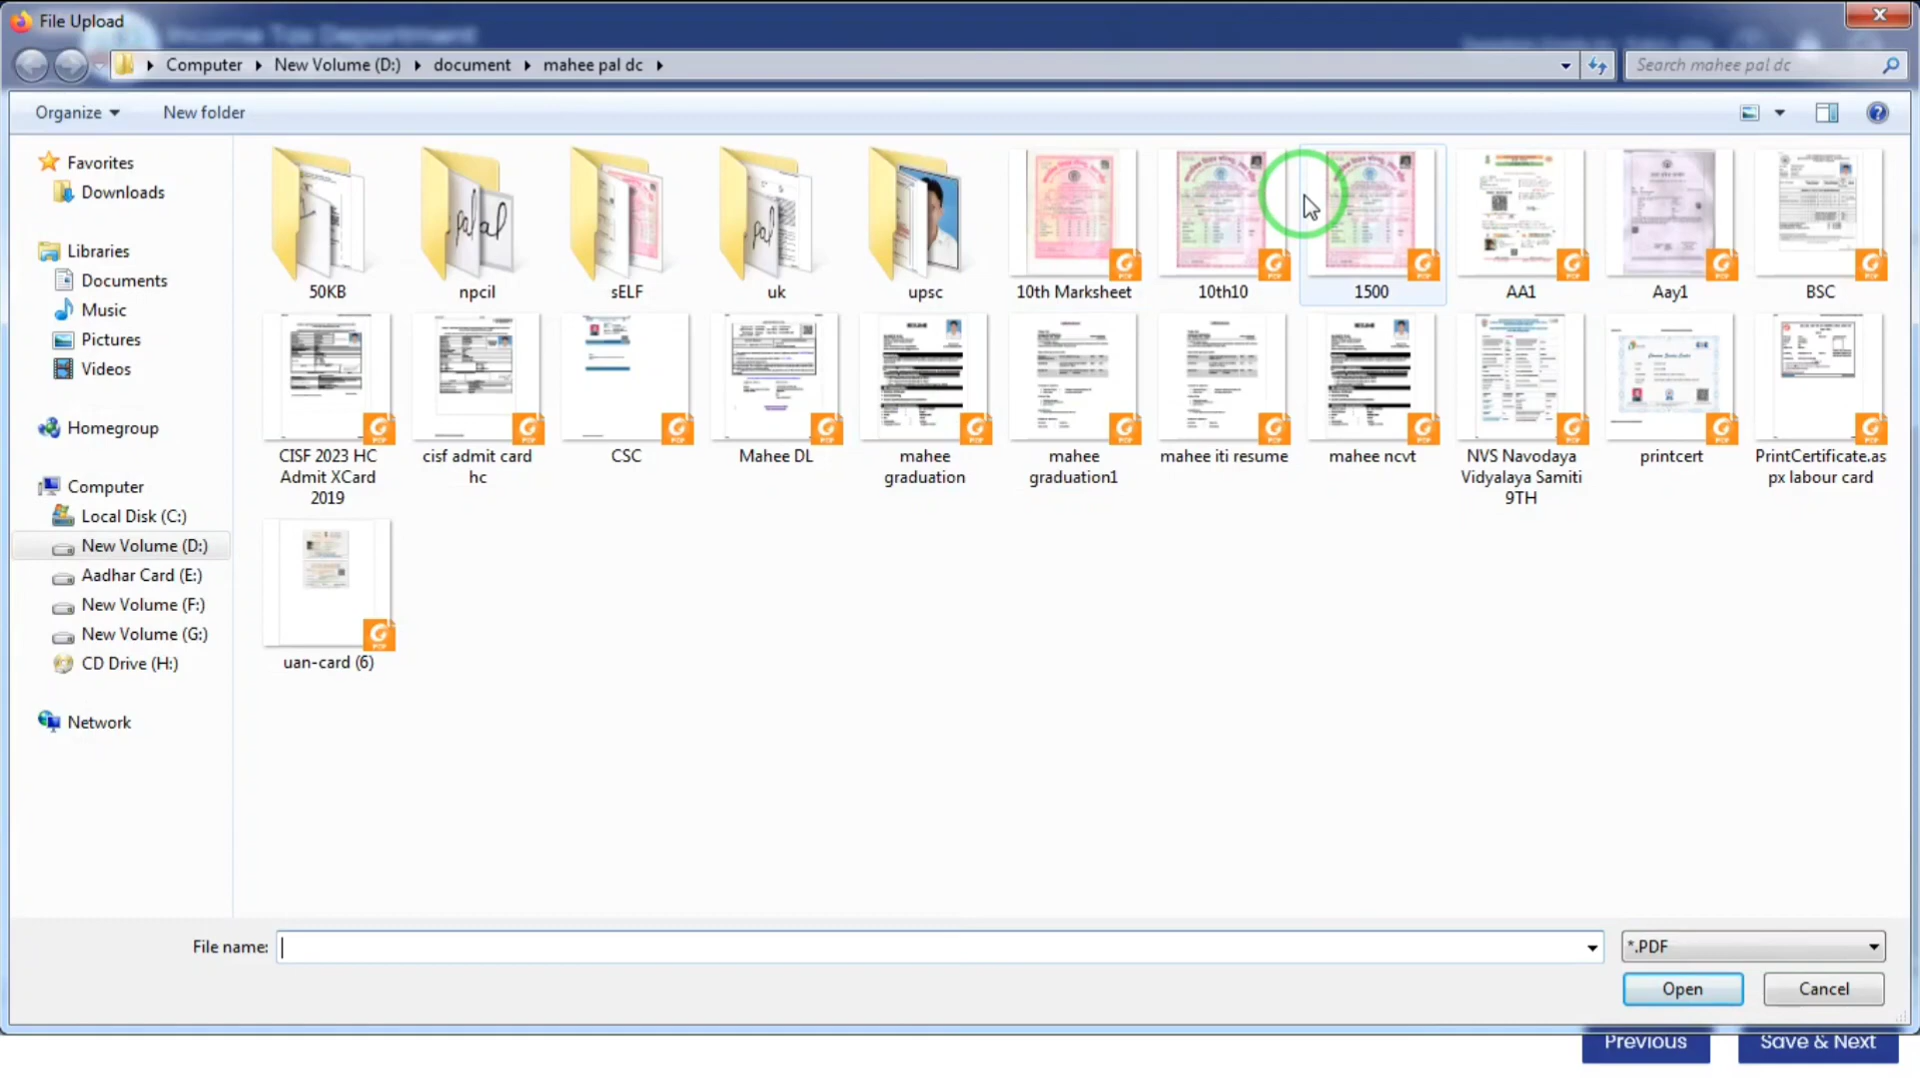 File Upload
Income Tax Department
Computer New Volume (D:) document mahee pal dc
Search mahee pal dc
Organize New folder
Favorites
Downloads
Libraries
Documents
Music
Pictures
Videos
Homegroup
Computer
Local Disk (C:)
New Volume (D:)
Aadhar Card (E:)
New Volume (F:)
New Volume (G:)
CD Drive (H:)
Network
50KB
npcil
sELF
uk
upsc
10th Marksheet
10th10
1500
AA1
Aay1
BSC
CISF 2023 HC
Admit XCard
2019
cisf admit card
hc
CSC
Mahee DL
mahee
graduation
mahee
graduation1
mahee iti resume
mahee ncvt
NVS Navodaya
Vidyalaya Samiti
9TH
printcert
PrintCertificate.as
px labour card
uan-card (6)
File name:
*.PDF
Open Cancel
Previous Save & Next